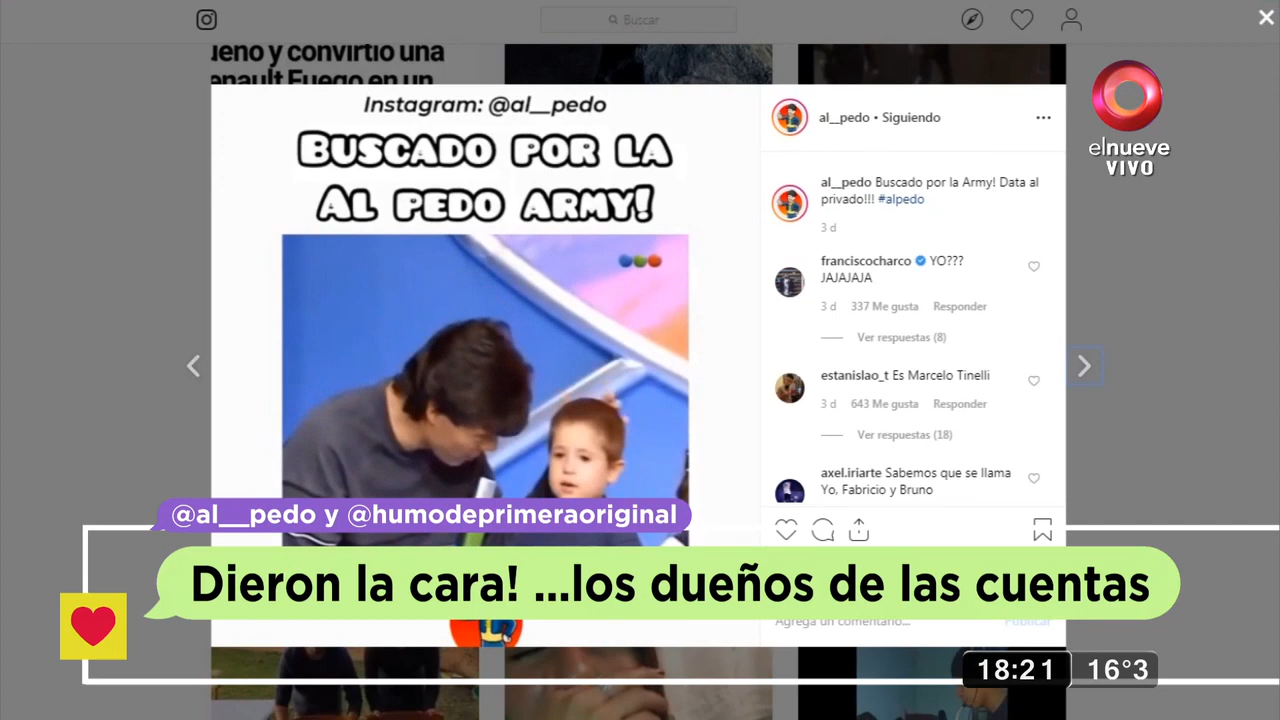 Buscar
ueño y convirtió una
enault Fuego en un
Instagram: @al__pedo
BUSCADO POR LA
AL PEDO ARMY!
al__pedo • Siguiendo
al__pedo Buscado por la Army! Data al
privado!!! #alpedo
3 d
franciscocharco YO???
JAJAJAJA
3 d 337 Me gusta Responder
Ver respuestas (8)
estanislao_t Es Marcelo Tinelli
3 d 643 Me gusta Responder
Ver respuestas (18)
axel.iriarte Sabemos que se llama
Yo, Fabricio y Bruno
Agrega un comentario...
Publicar
elnueve
VIVO
@al__pedo y @humodeprimeraoriginal
Dieron la cara! ...los dueños de las cuentas
18:21 16°3